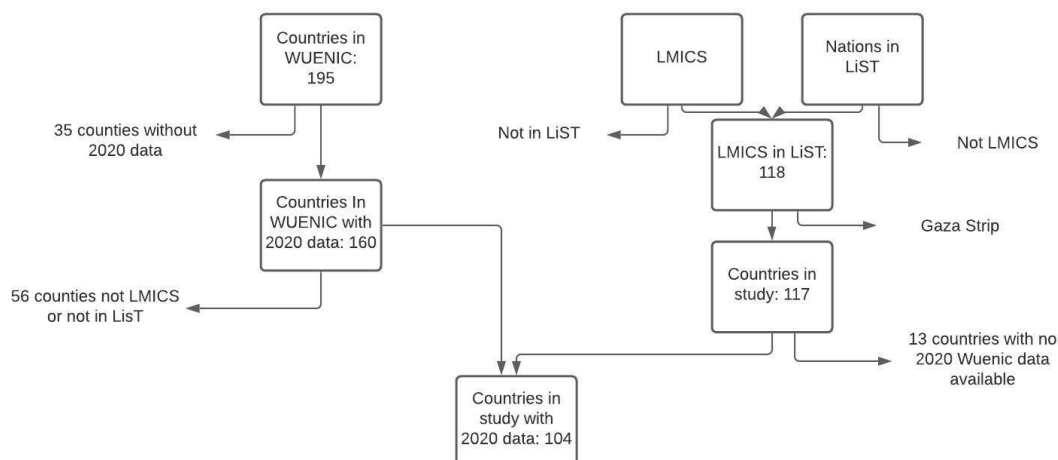 Countries in
WUENIC:
195
LMICS
Nations in
LiST
35 counties without
2020 data
Not in LiST
LMICS in LiST:
118
Not LMICS
Countries In
WUENIC with
2020 data: 160
Gaza Strip
56 counties not LMICS
or not in LisT
Countries in
study: 117
13 countries with no
2020 Wuenic data
available
Countries in
study with
2020 data: 104